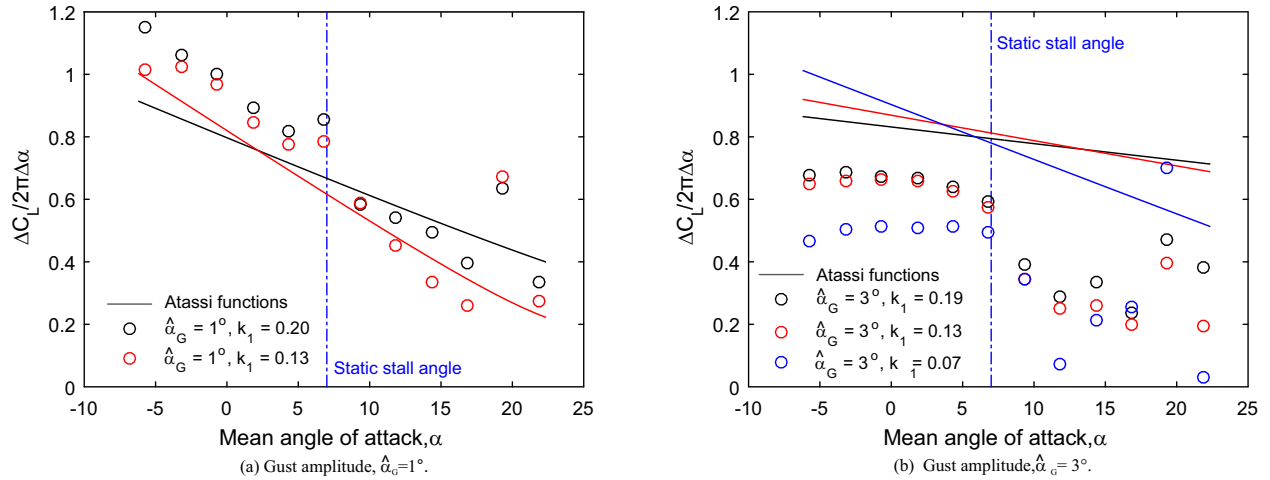 1.2
1
0.8
0.6
0.4
0.2
0
ΔC_L/2πΔα
Static stall angle
Atassi functions
α̂_G = 1°, k_1 = 0.20
α̂_G = 1°, k_1 = 0.13
-10 -5 0 5 10 15 20 25
Mean angle of attack,α
(a) Gust amplitude, α̂_G=1°.
1.2
1
0.8
0.6
0.4
0.2
0
ΔC_L/2πΔα
Static stall angle
Atassi functions
α̂_G = 3°, k_1 = 0.19
α̂_G = 3°, k_1 = 0.13
α̂_G = 3°, k_1 = 0.07
-10 -5 0 5 10 15 20 25
Mean angle of attack,α
(b) Gust amplitude,α̂_G= 3°.